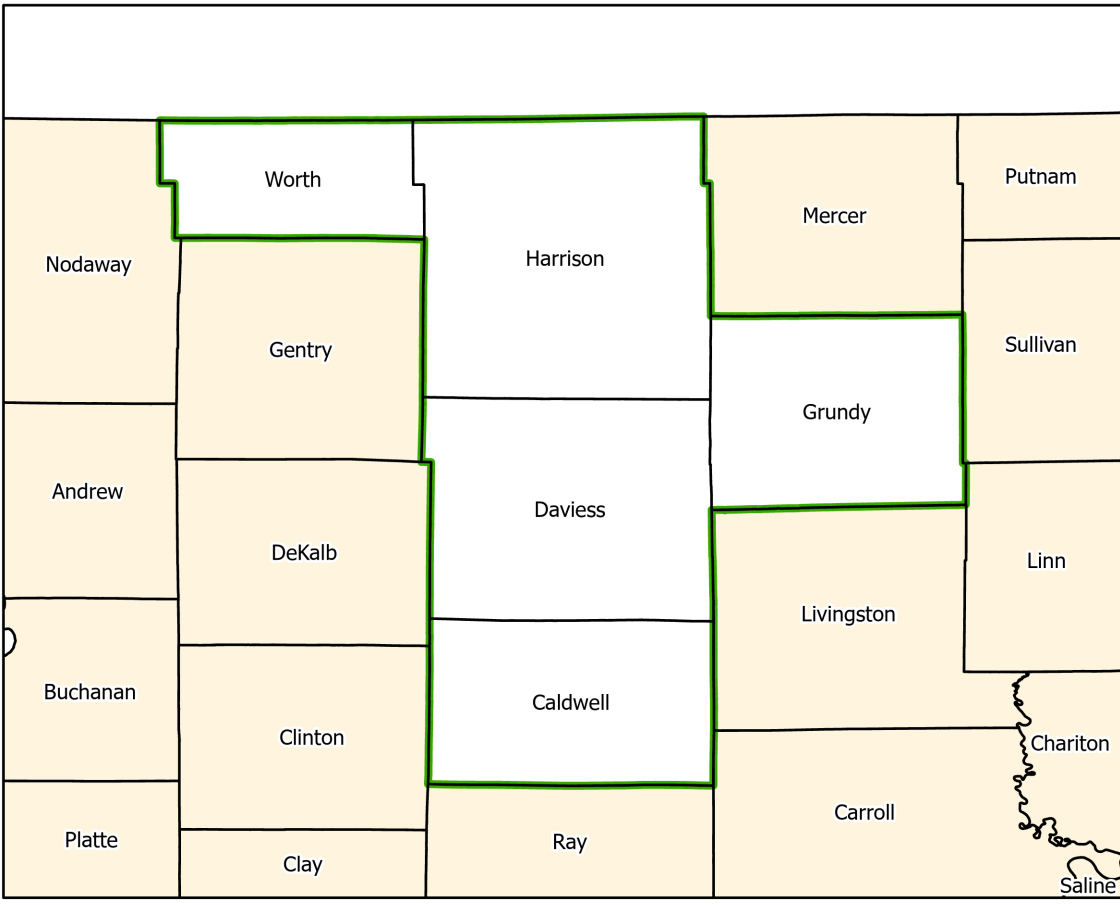 Putnam
Worth
Mercer
Harrison
Nodaway
Sullivan
Gentry
Grundy
Andrew
Daviess
DeKalb
Linn
Livingston
Buchanan
Caldwell
Clinton
Chariton
Carroll
Platte
Ray
Clay
Saline